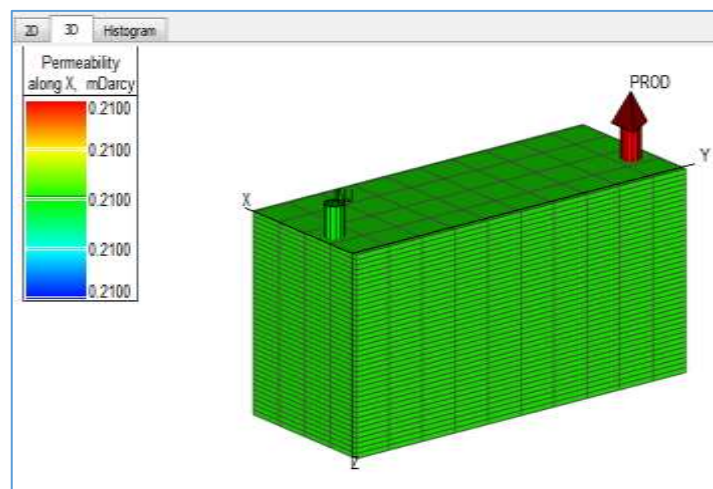 2D 3D Histogram
Permeability
along X, mDarcy
0.2100
0.2100
0.2100
0.2100
0.2100
PROD
X
Y
Z